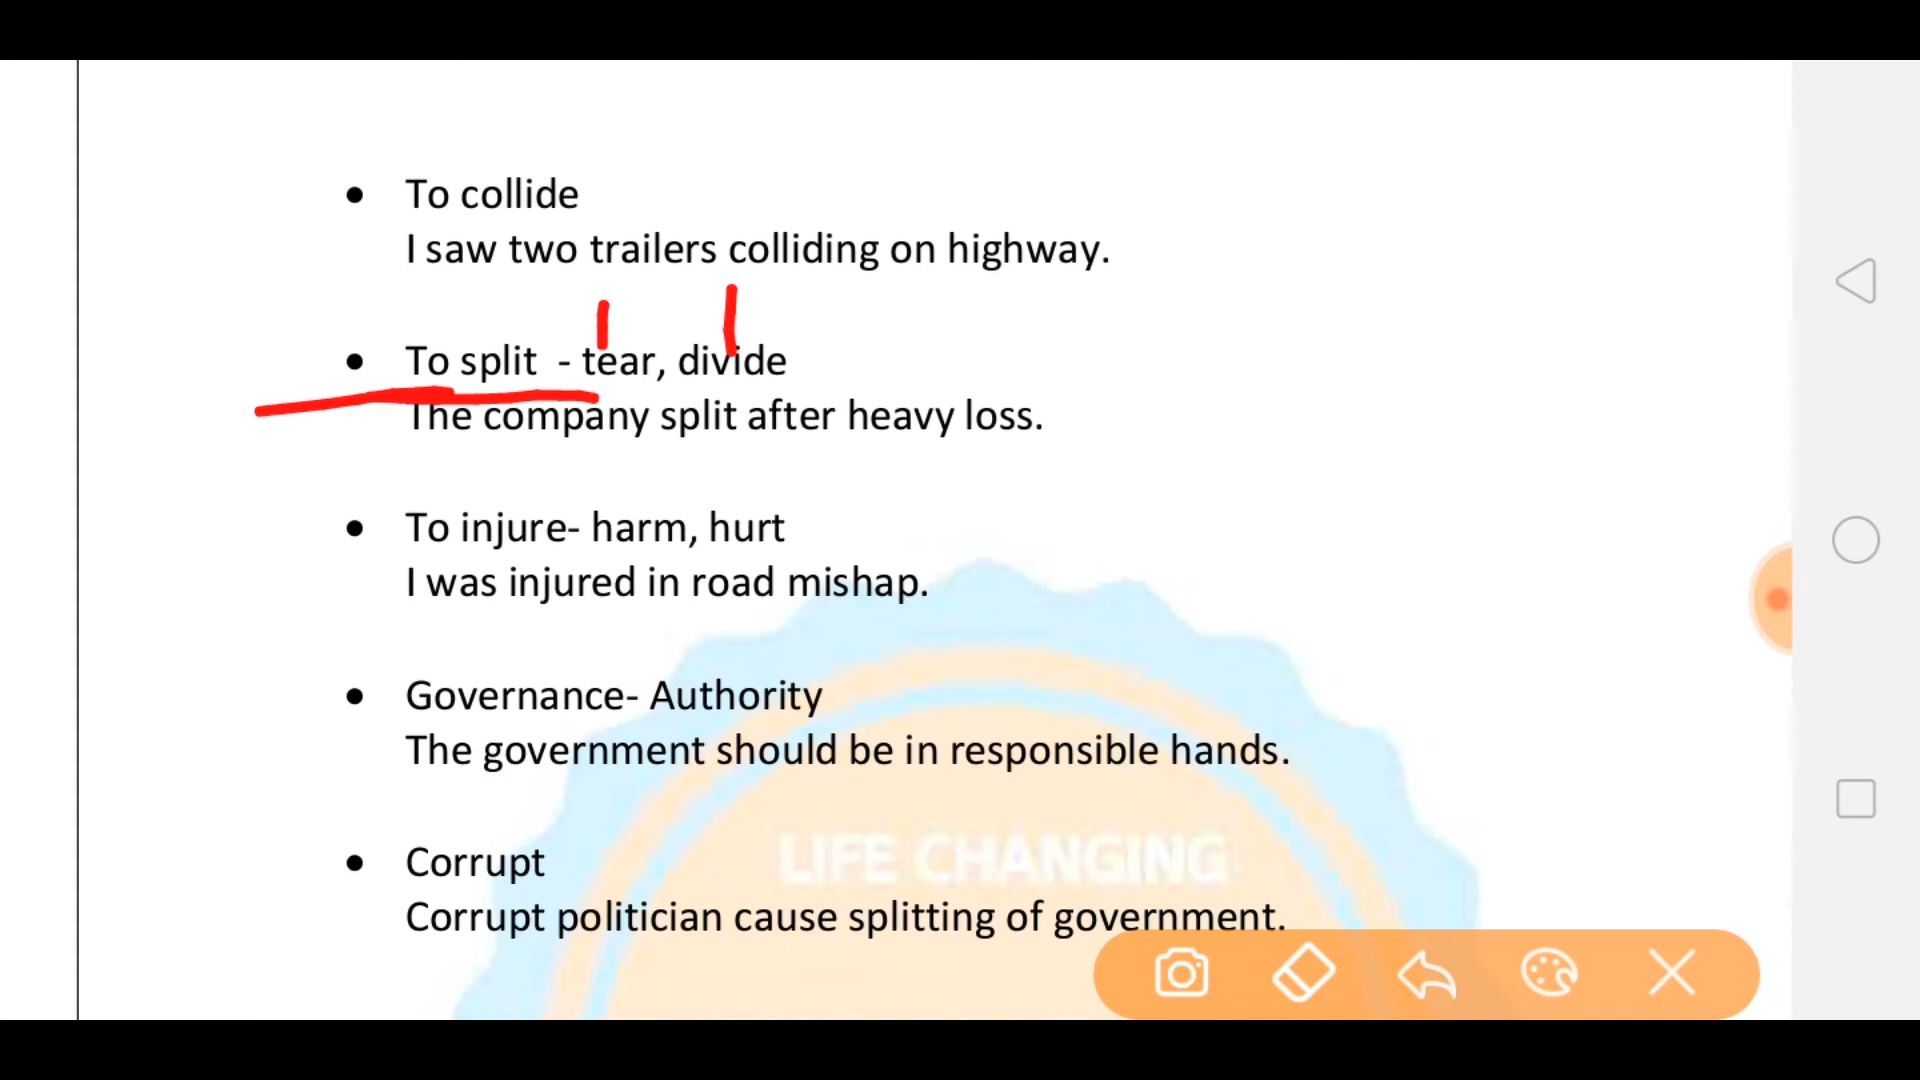 To collide
I saw two trailers colliding on highway.
To split - tear, divide
The company split after heavy loss.
To injure- harm, hurt
I was injured in road mishap.
Governance- Authority
The government should be in responsible hands.
LIFE CHANGING
Corrupt
Corrupt politician cause splitting of government.